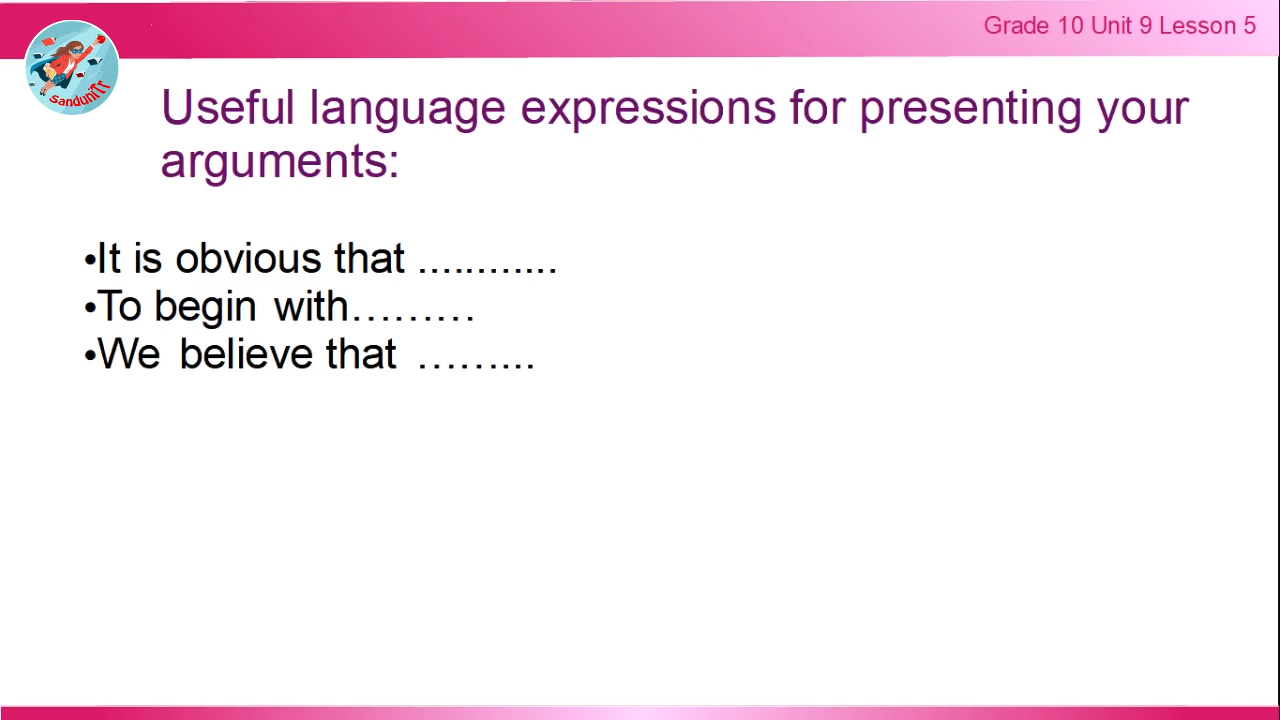 Grade 10 Unit 9 Lesson 5
SanduniTr
Useful language expressions for presenting your
arguments:
•It is obvious that ............
•To begin with………
•We believe that ……...